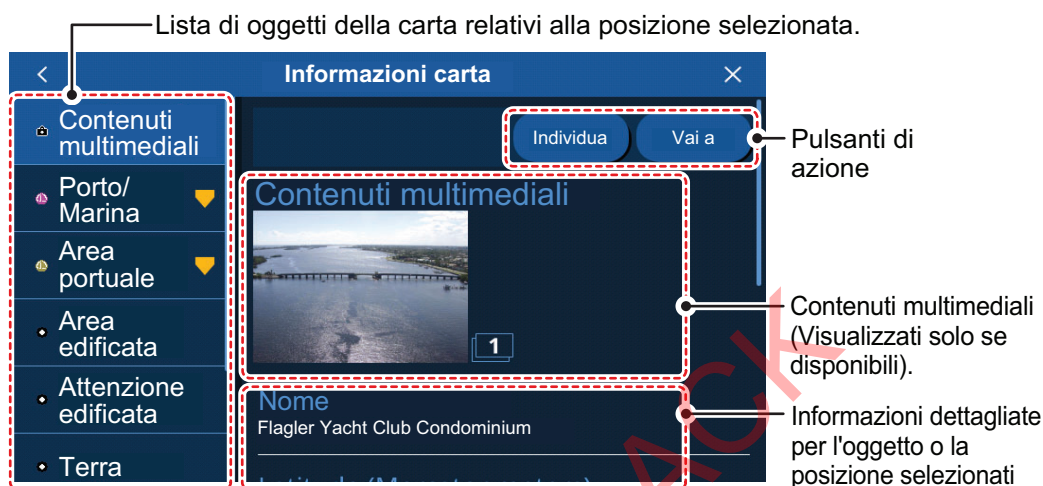 Lista di oggetti della carta relativi alla posizione selezionata.
Informazioni carta
Contenuti
multimediali
Porto/
Marina
Area
portuale
Area
edificata
Attenzione
edificata
Terra
Individua
Vai a
Pulsanti di
azione
Contenuti multimediali
1
Contenuti multimediali
(Visualizzati solo se
disponibili).
Nome
Flagler Yacht Club Condominium
Informazioni dettagliate
per l'oggetto o la
posizione selezionati
ACK